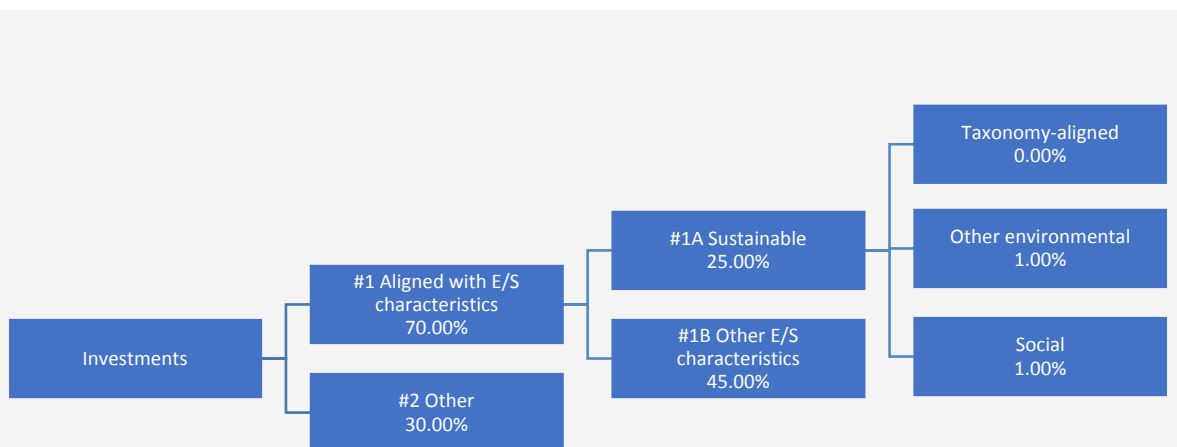 Investments
#1 Aligned with E/S
characteristics
70.00%
#2 Other
30.00%
#1A Sustainable
25.00%
#1B Other E/S
characteristics
45.00%
Taxonomy-aligned
0.00%
Other environmental
1.00%
Social
1.00%